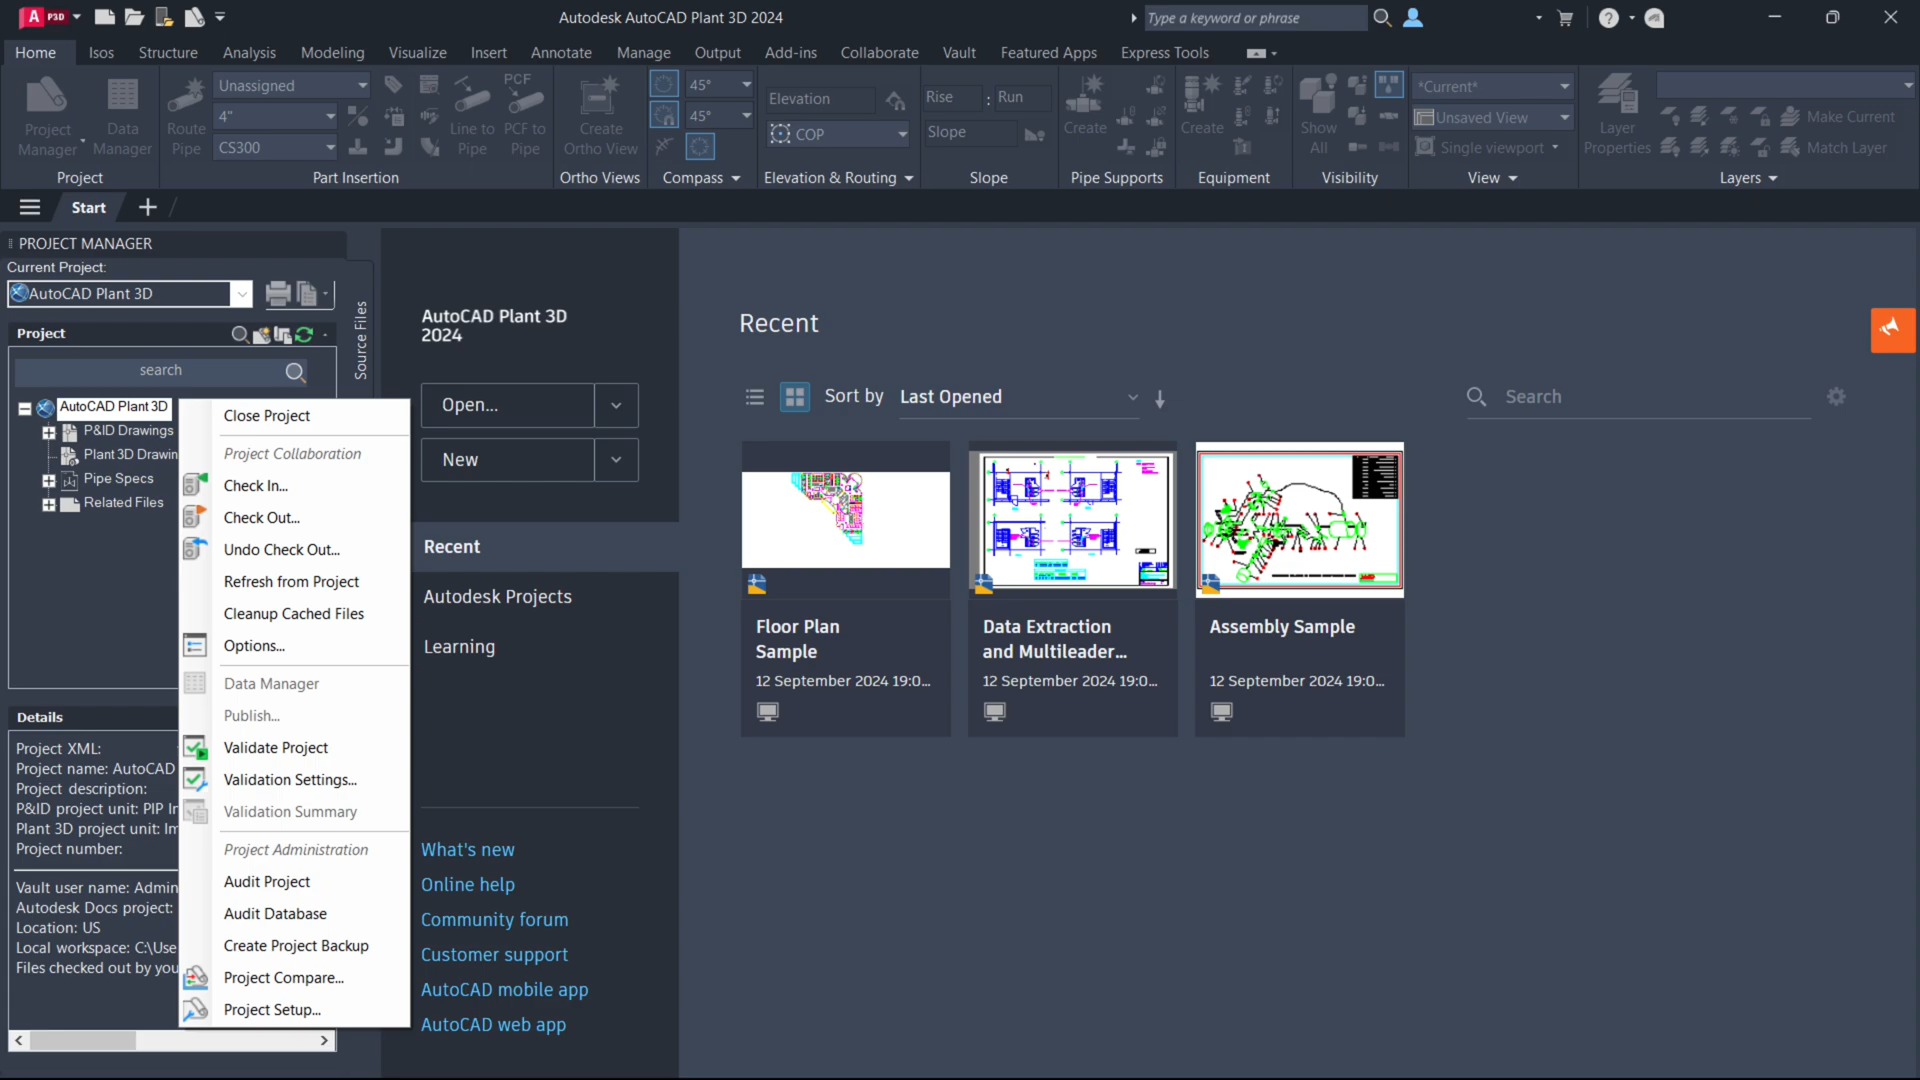 A P3D
Autodesk AutoCAD Plant 3D 2024
Type a keyword or phrase
Home
Isos
Structure
Analysis
Modeling
Visualize
Insert
Annotate
Manage
Output
Add-ins
Collaborate
Vault
Featured Apps
Express Tools
Project
Manager
Data
Manager
Project
Route
Pipe
Unassigned
4"
CS300
Line to
Pipe
PCF
PCF to
Pipe
Part Insertion
Create
Ortho View
Ortho Views
45°
45°
Compass
Elevation
COP
Elevation & Routing
Rise
:
Run
Slope
Slope
Create
Pipe Supports
Create
Equipment
Show
All
Visibility
*Current*
Unsaved View
Single viewport
View
Layer
Properties
Make Current
Match Layer
Layers
Start
PROJECT MANAGER
Current Project:
AutoCAD Plant 3D
Project
Source Files
search
AutoCAD Plant 3D
P&ID Drawings
Plant 3D Drawin
Pipe Specs
Related Files
Close Project
Project Collaboration
Check In...
Check Out...
Undo Check Out...
Refresh from Project
Cleanup Cached Files
Options...
Data Manager
Publish...
Validate Project
Validation Settings...
Validation Summary
Project Administration
Audit Project
Audit Database
Create Project Backup
Project Compare...
Project Setup...
Details
Project XML:
Project name: AutoCAD
Project description:
P&ID project unit: PIP In
Plant 3D project unit: Im
Project number:
Vault user name: Admin
Autodesk Docs project:
Location: US
Local workspace: C:\Use
Files checked out by you
AutoCAD Plant 3D
2024
Open...
New
Recent
Autodesk Projects
Learning
What's new
Online help
Community forum
Customer support
AutoCAD mobile app
AutoCAD web app
Recent
Sort by
Last Opened
Search
Floor Plan
Sample
12 September 2024 19:0...
Data Extraction
and Multileader...
12 September 2024 19:0...
Assembly Sample
12 September 2024 19:0...